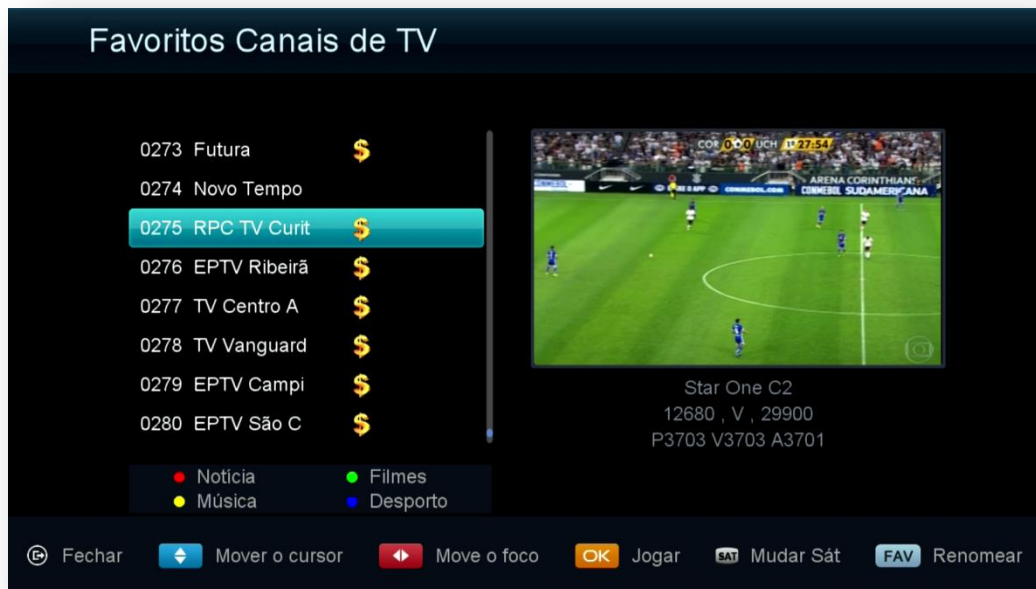 Favoritos Canais de TV
0273 Futura $
0274 Novo Tempo
0275 RPC TV Curit $
0276 EPTV Ribeirã $
0277 TV Centro A $
0278 TV Vanguard $
0279 EPTV Campi $
0280 EPTV São C $
COR 0 0 UCH 1T 27:54
ARENA CORINTHIANS
CONMEBOL.COM CONMEBOL SUDAMERICANA
Star One C2
12680 , V , 29900
P3703 V3703 A3701
Notícia Filmes
Música Desporto
Fechar Mover o cursor Move o foco OK Jogar SAT Mudar Sát FAV Renomear